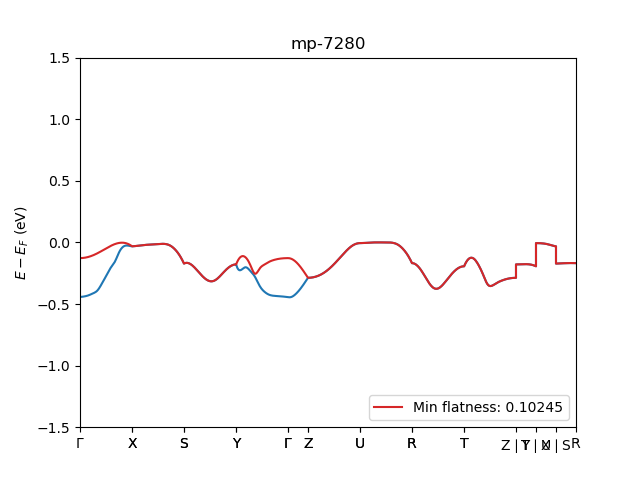 mp-7280
E − E_F (eV)
1.5
1.0
0.5
0.0
−0.5
−1.0
−1.5
Min flatness: 0.10245
Γ X S Y Γ Z U R T Z | T Y | U X | S R